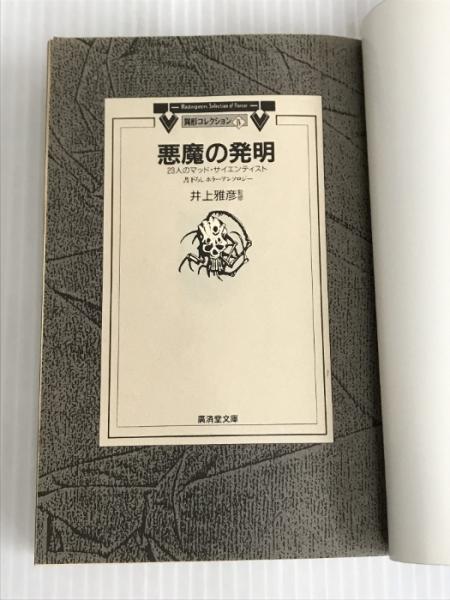 Masterpieces Selection of Horror
異形コレクション
悪魔の発明
23人のマッド・サイエンティスト
書下ろしホラーアンソロジー
井上雅彦 監修
廣済堂文庫